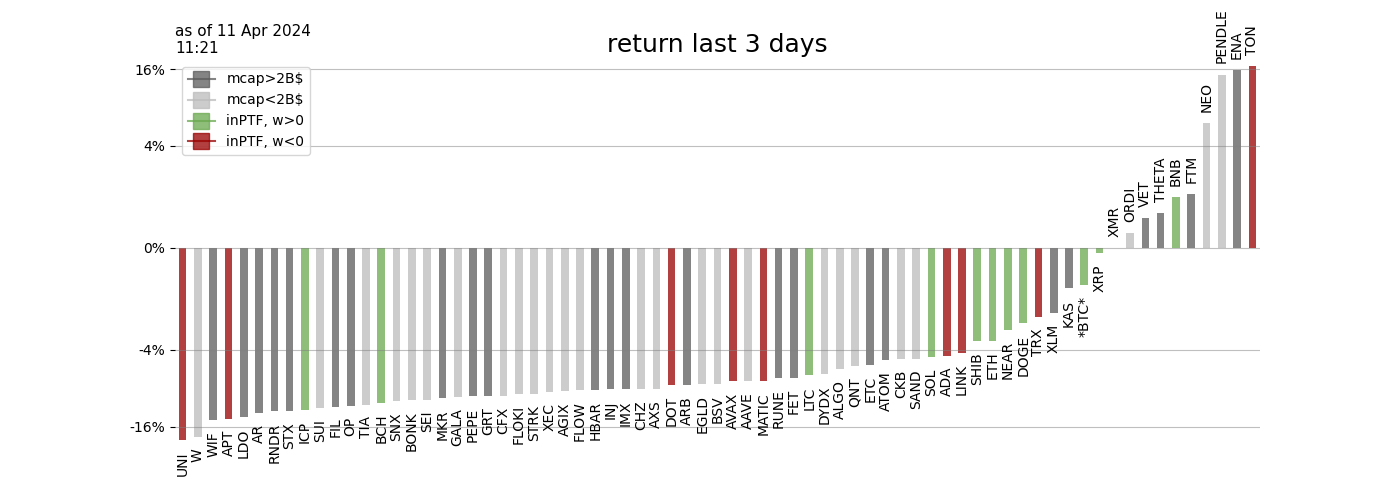 as of 11 Apr 2024
11:21
return last 3 days
mcap>2B$
mcap<2B$
inPTF, w>0
inPTF, w<0
16%
4%
0%
-4%
-16%
UNI
W
WIF
APT
LDO
AR
RNDR
STX
ICP
SUI
FIL
OP
TIA
BCH
SNX
BONK
SEI
MKR
GALA
PEPE
GRT
CFX
FLOKI
STRK
XEC
AGIX
FLOW
HBAR
INJ
IMX
CHZ
AXS
DOT
ARB
EGLD
BSV
AVAX
AAVE
MATIC
RUNE
FET
LTC
DYDX
ALGO
QNT
ETC
ATOM
CKB
SAND
SOL
ADA
LINK
SHIB
ETH
NEAR
DOGE
TRX
XLM
KAS
*BTC*
XRP
XMR
ORDI
VET
THETA
BNB
FTM
NEO
PENDLE
ENA
TON